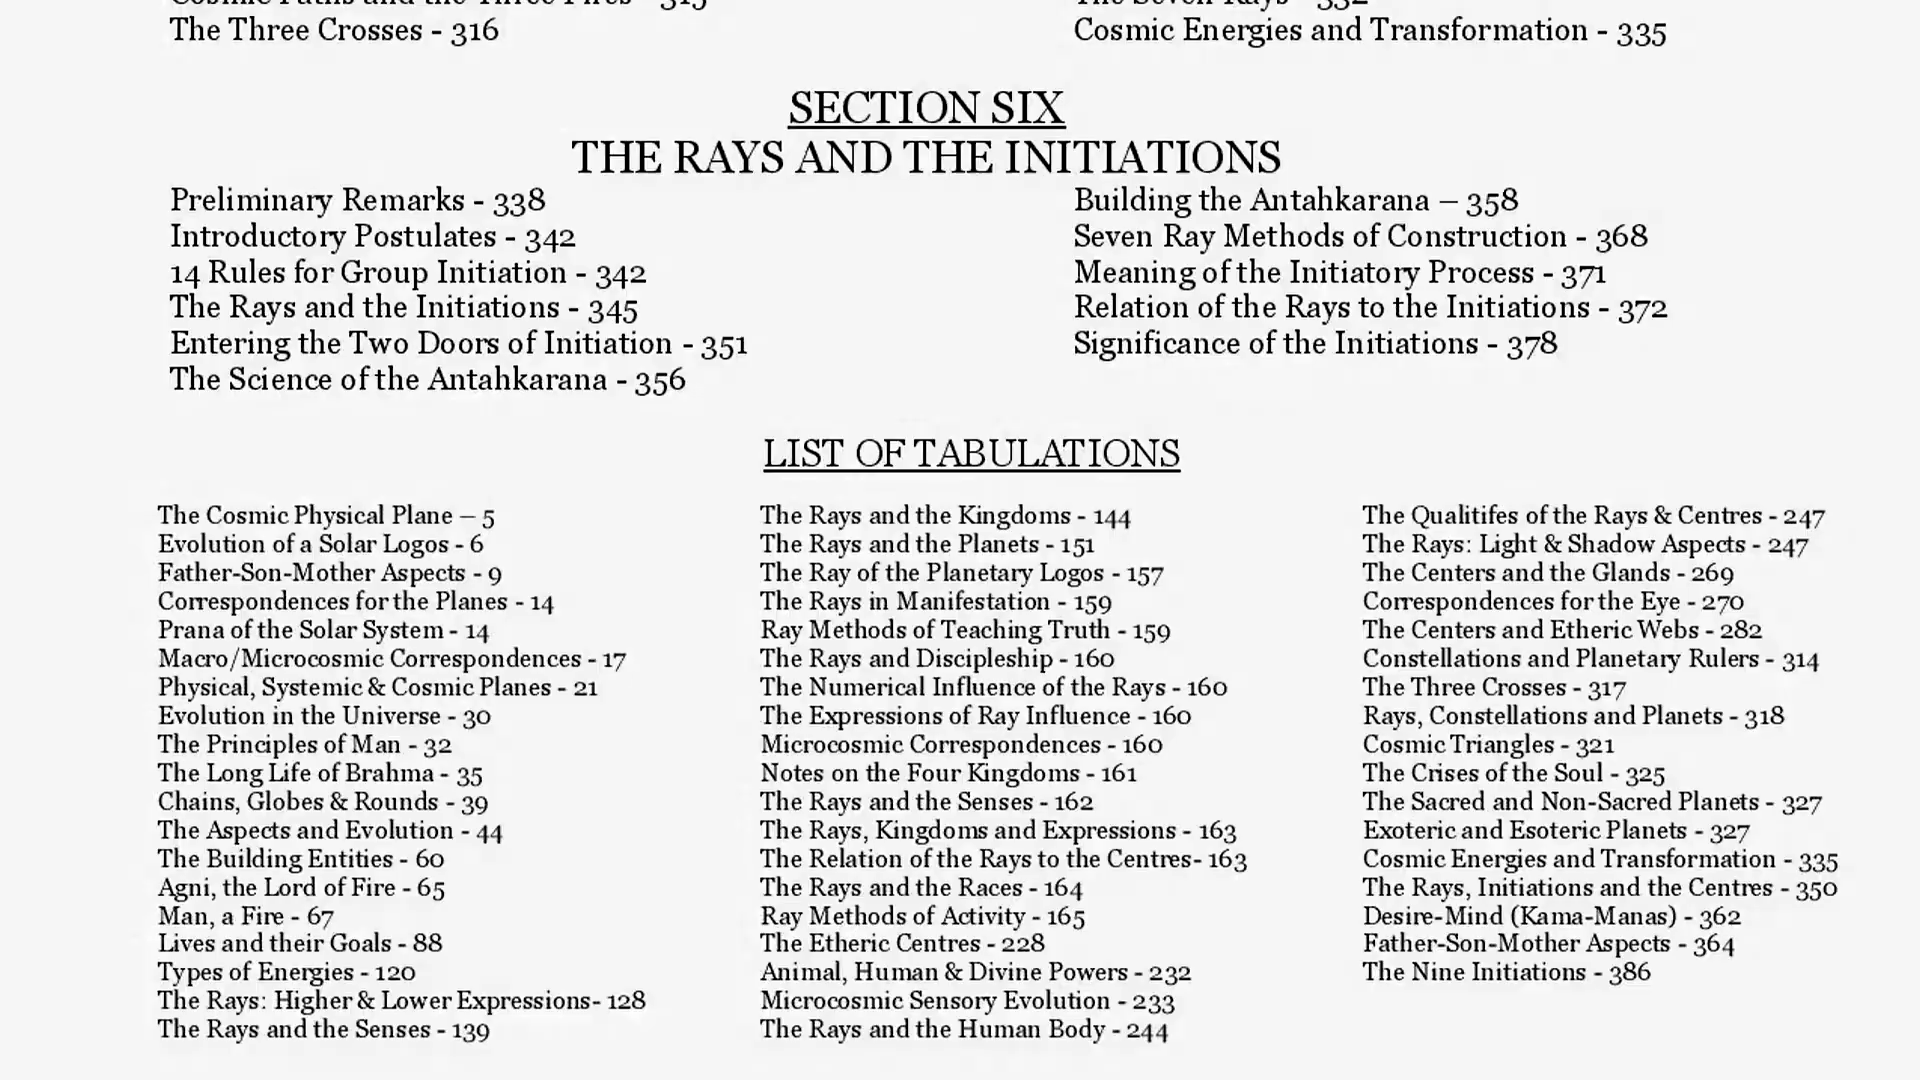 Cosmic Paths and the Three Fires - 315
The Three Crosses - 316
The Seven Rays - 332
Cosmic Energies and Transformation - 335
SECTION SIX
THE RAYS AND THE INITIATIONS
Preliminary Remarks - 338
Introductory Postulates - 342
14 Rules for Group Initiation - 342
The Rays and the Initiations - 345
Entering the Two Doors of Initiation - 351
The Science of the Antahkarana - 356
Building the Antahkarana – 358
Seven Ray Methods of Construction - 368
Meaning of the Initiatory Process - 371
Relation of the Rays to the Initiations - 372
Significance of the Initiations - 378
LIST OF TABULATIONS
The Cosmic Physical Plane – 5
Evolution of a Solar Logos - 6
Father-Son-Mother Aspects - 9
Correspondences for the Planes - 14
Prana of the Solar System - 14
Macro/Microcosmic Correspondences - 17
Physical, Systemic & Cosmic Planes - 21
Evolution in the Universe - 30
The Principles of Man - 32
The Long Life of Brahma - 35
Chains, Globes & Rounds - 39
The Aspects and Evolution - 44
The Building Entities - 60
Agni, the Lord of Fire - 65
Man, a Fire - 67
Lives and their Goals - 88
Types of Energies - 120
The Rays: Higher & Lower Expressions- 128
The Rays and the Senses - 139
The Rays and the Kingdoms - 144
The Rays and the Planets - 151
The Ray of the Planetary Logos - 157
The Rays in Manifestation - 159
Ray Methods of Teaching Truth - 159
The Rays and Discipleship - 160
The Numerical Influence of the Rays - 160
The Expressions of Ray Influence - 160
Microcosmic Correspondences - 160
Notes on the Four Kingdoms - 161
The Rays and the Senses - 162
The Rays, Kingdoms and Expressions - 163
The Relation of the Rays to the Centres- 163
The Rays and the Races - 164
Ray Methods of Activity - 165
The Etheric Centres - 228
Animal, Human & Divine Powers - 232
Microcosmic Sensory Evolution - 233
The Rays and the Human Body - 244
The Qualitifes of the Rays & Centres - 247
The Rays: Light & Shadow Aspects - 247
The Centers and the Glands - 269
Correspondences for the Eye - 270
The Centers and Etheric Webs - 282
Constellations and Planetary Rulers - 314
The Three Crosses - 317
Rays, Constellations and Planets - 318
Cosmic Triangles - 321
The Crises of the Soul - 325
The Sacred and Non-Sacred Planets - 327
Exoteric and Esoteric Planets - 327
Cosmic Energies and Transformation - 335
The Rays, Initiations and the Centres - 350
Desire-Mind (Kama-Manas) - 362
Father-Son-Mother Aspects - 364
The Nine Initiations - 386